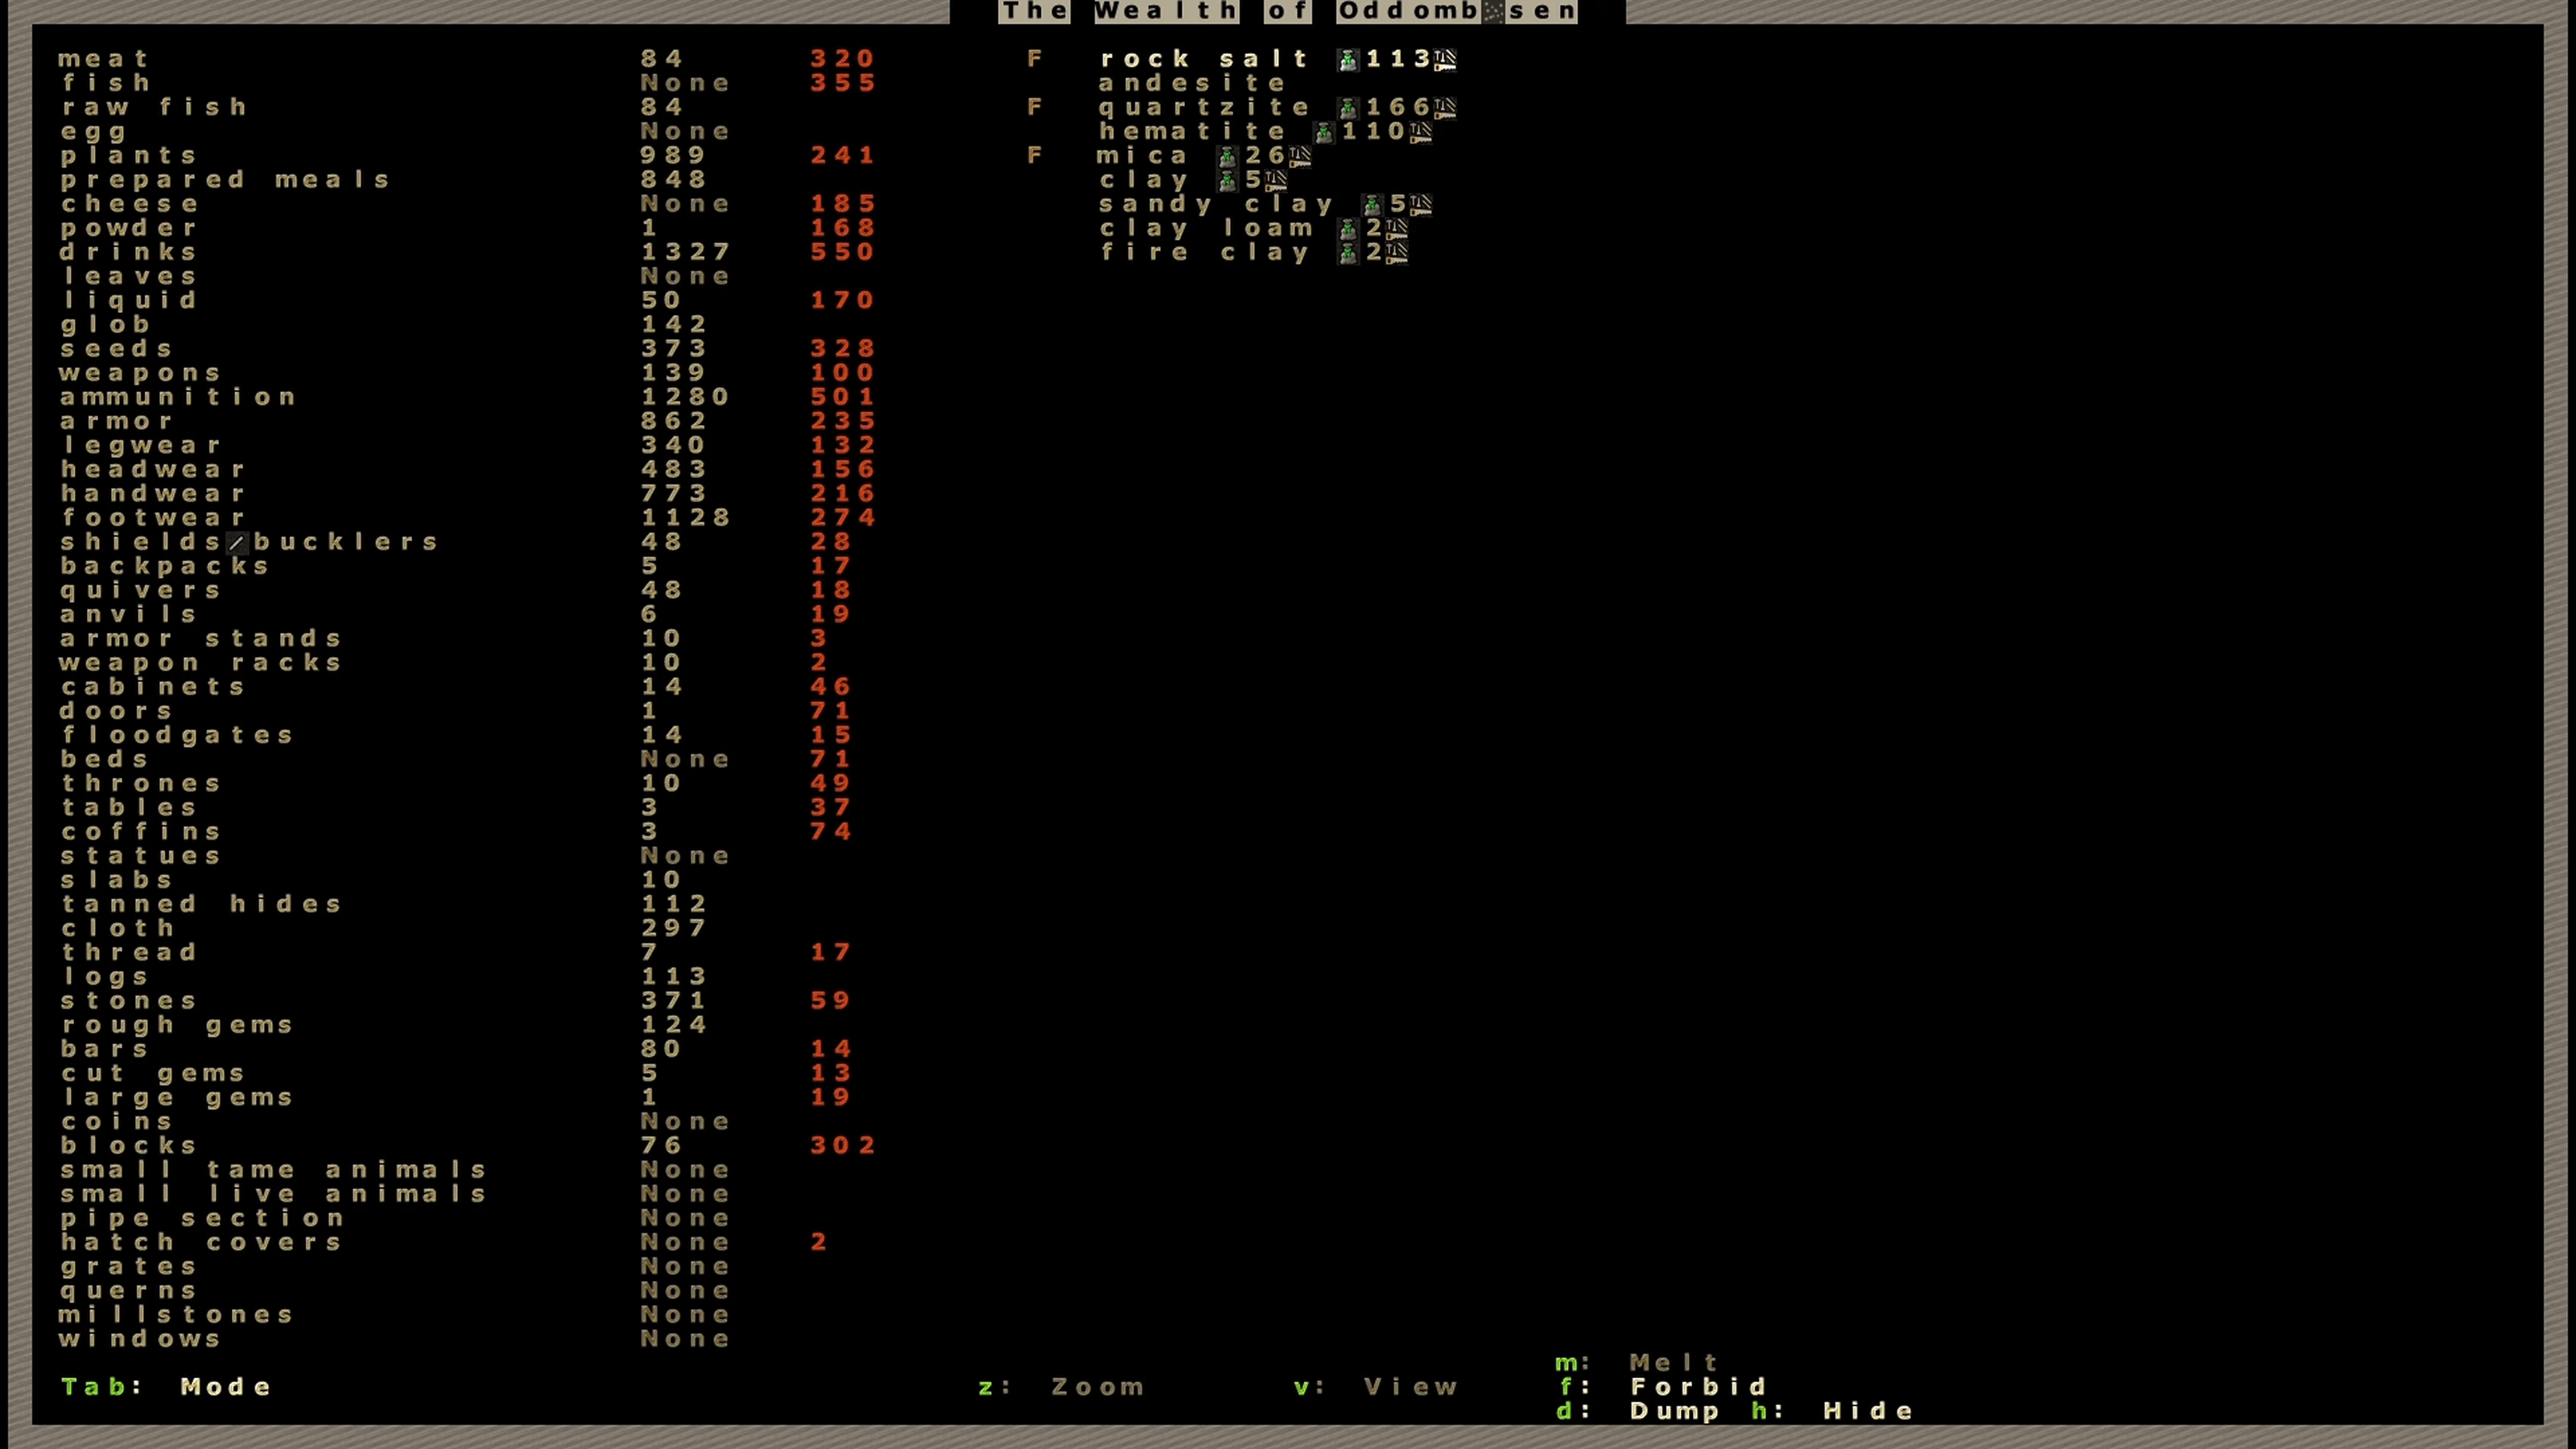 The Wealth of Oddomb sen
meat 84 320 F rock salt 113
fish None 355 andesite
raw fish 84 F quartzite 166
egg None hematite 110
plants 989 241 F mica 26
prepared meals 848 clay 5
cheese None 185 sandy clay 5
powder 1 168 clay loam 2
drinks 1327 550 fire clay 2
leaves None
liquid 50 170
glob 142
seeds 373 328
weapons 139 100
ammunition 1280 501
armor 862 235
legwear 340 132
headwear 483 156
handwear 773 216
footwear 1128 274
shields/bucklers 48 28
backpacks 5 17
quivers 48 18
anvils 6 19
armor stands 10 3
weapon racks 10 2
cabinets 14 46
doors 1 71
floodgates 14 15
beds None 71
thrones 10 49
tables 3 37
coffins 3 74
statues None
slabs 10
tanned hides 112
cloth 297
thread 7 17
logs 113
stones 371 59
rough gems 124
bars 80 14
cut gems 5 13
large gems 1 19
coins None
blocks 76 302
small tame animals None
small live animals None
pipe section None
hatch covers None 2
grates None
querns None
millstones None
windows None
m: Melt
Tab: Mode z: Zoom v: View f: Forbid
d: Dump h: Hide